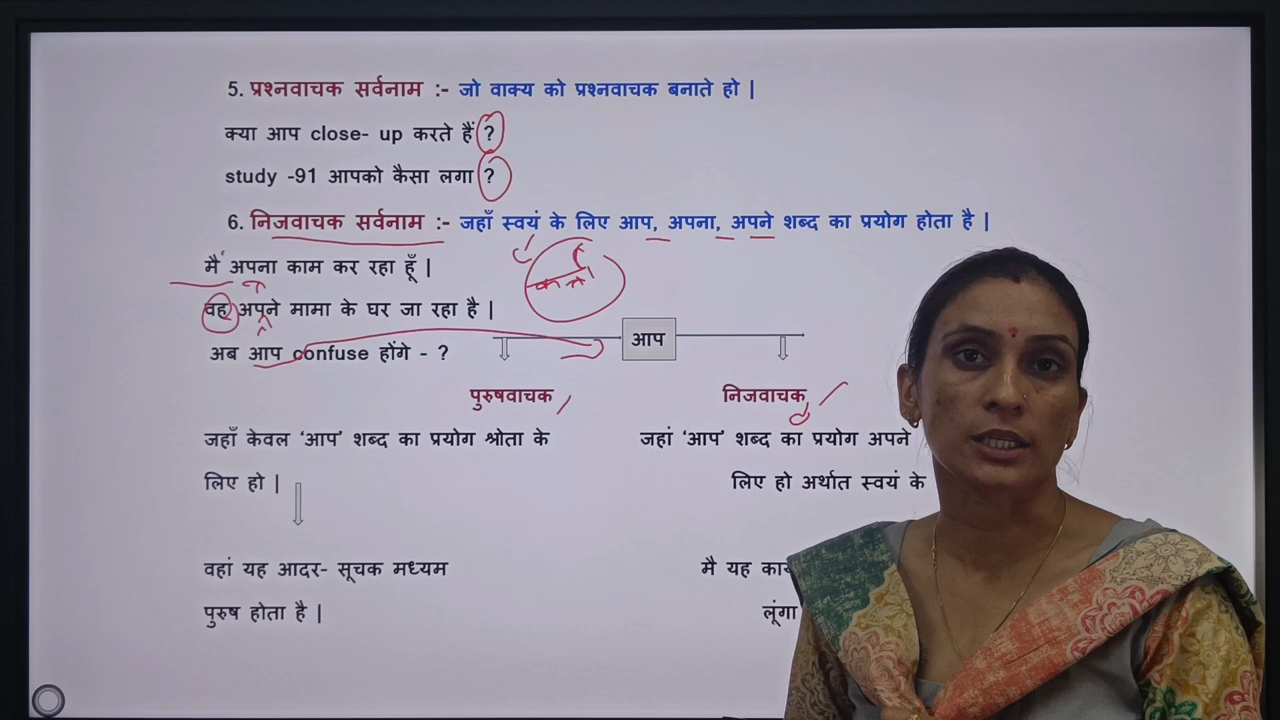 5. प्रश्नवाचक सर्वनाम :- जो वाक्य को प्रश्नवाचक बनाते हो |
क्या आप close- up करते हैं ?
study -91 आपको कैसा लगा ?
6. निजवाचक सर्वनाम :- जहाँ स्वयं के लिए आप, अपना, अपने शब्द का प्रयोग होता है |
मै अपना काम कर रहा हूँ |
वह अपने मामा के घर जा रहा है |
अब आप confuse होंगे - ?
आप
पुरुषवाचक
निजवाचक
जहाँ केवल ‘आप’ शब्द का प्रयोग श्रोता के
लिए हो |
जहां ‘आप’ शब्द का प्रयोग अपने
लिए हो अर्थात स्वयं के
वहां यह आदर- सूचक मध्यम
पुरुष होता है |
मै यह
लूंगा